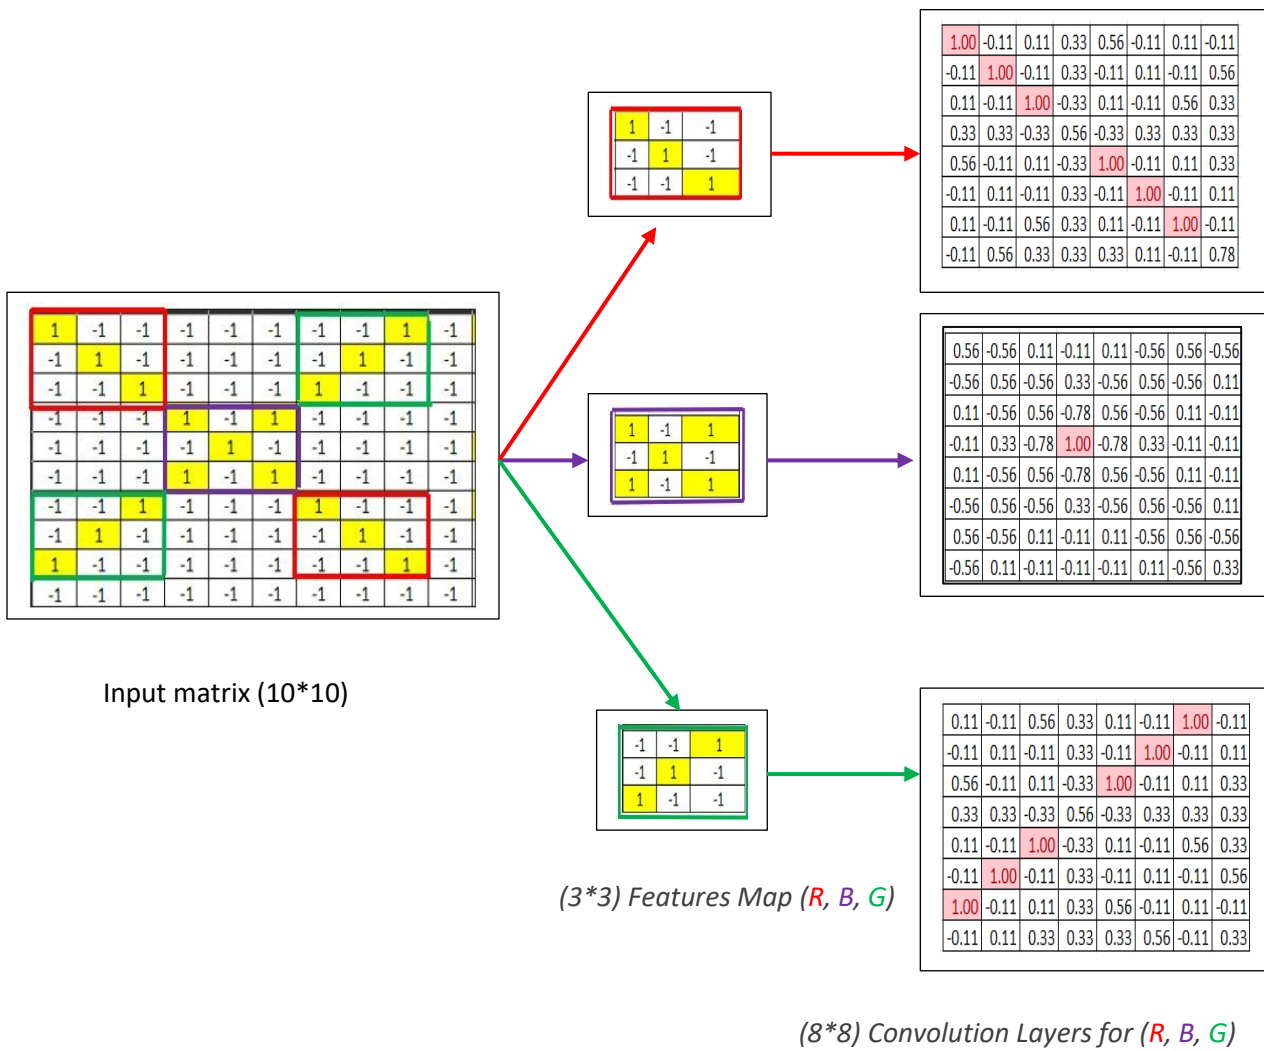 1.00 -0.11 0.11 0.33 0.56 -0.11 0.11 -0.11
-0.11 1.00 -0.11 0.33 -0.11 0.11 -0.11 0.56
0.11 -0.11 1.00 -0.33 0.11 -0.11 0.56 0.33
0.33 0.33 -0.33 0.56 -0.33 0.33 0.33 0.33
0.56 -0.11 0.11 -0.33 1.00 -0.11 0.11 0.33
-0.11 0.11 -0.11 0.33 -0.11 1.00 -0.11 0.11
0.11 -0.11 0.56 0.33 0.11 -0.11 1.00 -0.11
-0.11 0.56 0.33 0.33 0.33 0.11 -0.11 0.78
1 -1 -1
-1 1 -1
-1 -1 1
1 -1 -1 -1 -1 -1 -1 -1 1 -1
-1 1 -1 -1 -1 -1 -1 1 -1 -1
-1 -1 1 -1 -1 -1 1 -1 -1 -1
-1 -1 -1 1 -1 1 -1 -1 -1 -1
-1 -1 -1 -1 1 -1 -1 -1 -1 -1
-1 -1 -1 1 -1 1 -1 -1 -1 -1
-1 -1 1 -1 -1 -1 1 -1 -1 -1
-1 1 -1 -1 -1 -1 -1 1 -1 -1
1 -1 -1 -1 -1 -1 -1 -1 1 -1
-1 -1 -1 -1 -1 -1 -1 -1 -1 -1
Input matrix (10*10)
1 -1 1
-1 1 -1
1 -1 1
0.56 -0.56 0.11 -0.11 0.11 -0.56 0.56 -0.56
-0.56 0.56 -0.56 0.33 -0.56 0.56 -0.56 0.11
0.11 -0.56 0.56 -0.78 0.56 -0.56 0.11 -0.11
-0.11 0.33 -0.78 1.00 -0.78 0.33 -0.11 -0.11
0.11 -0.56 0.56 -0.78 0.56 -0.56 0.11 -0.11
-0.56 0.56 -0.56 0.33 -0.56 0.56 -0.56 0.11
0.56 -0.56 0.11 -0.11 0.11 -0.56 0.56 -0.56
-0.56 0.11 -0.11 -0.11 -0.11 0.11 -0.56 0.33
-1 -1 1
-1 1 -1
1 -1 -1
0.11 -0.11 0.56 0.33 0.11 -0.11 1.00 -0.11
-0.11 0.11 -0.11 0.33 -0.11 1.00 -0.11 0.11
0.56 -0.11 0.11 -0.33 1.00 -0.11 0.11 0.33
0.33 0.33 -0.33 0.56 -0.33 0.33 0.33 0.33
0.11 -0.11 1.00 -0.33 0.11 -0.11 0.56 0.33
-0.11 1.00 -0.11 0.33 -0.11 0.11 -0.11 0.56
1.00 -0.11 0.11 0.33 0.56 -0.11 0.11 -0.11
-0.11 0.11 0.33 0.33 0.33 0.56 -0.11 0.33
(3*3) Features Map (R, B, G)
(8*8) Convolution Layers for (R, B, G)